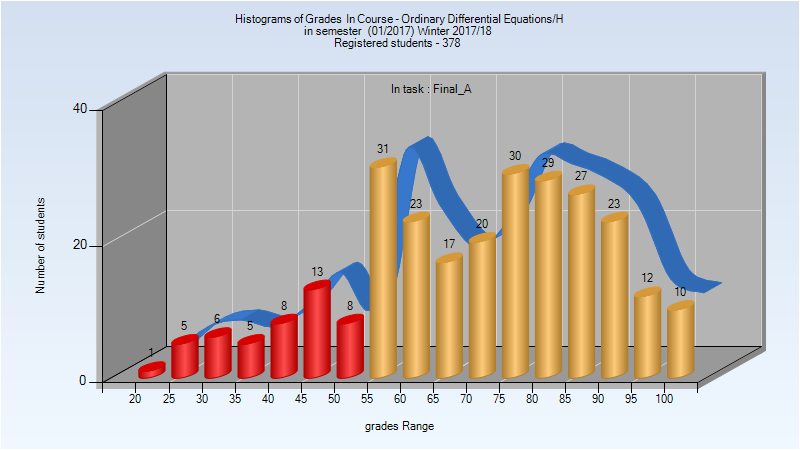 Histograms of Grades In Course - Ordinary Differential Equations/H
in semester (01/2017) Winter 2017/18
Registered students - 378
In task : Final_A
40
20
0
Number of students
1
5
6
5
8
13
8
31
23
17
20
30
29
27
23
12
10
20 25 30 35 40 45 50 55 60 65 70 75 80 85 90 95 100
grades Range